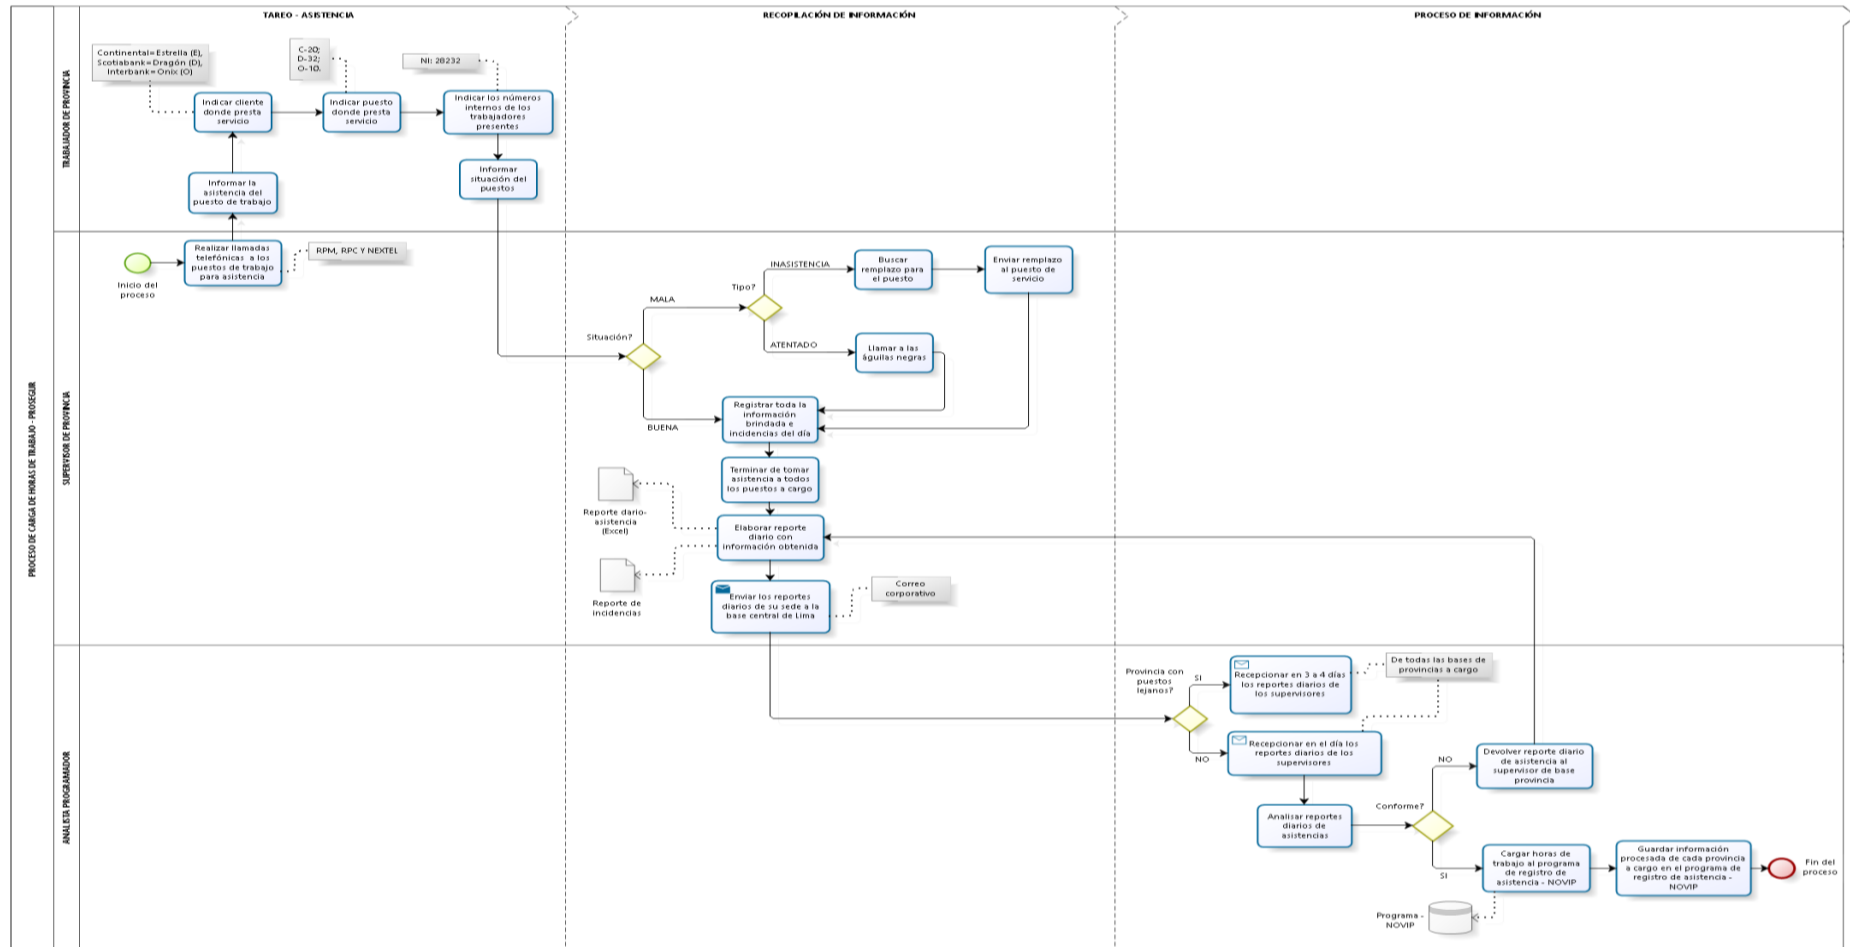 TAREO - ASISTENCIA
RECOPILACIÓN DE INFORMACIÓN
PROCESO DE INFORMACIÓN
PROCESO DE CARGA DE HORAS DE TRABAJO - PROSEGUR
TRABAJADOR DE PROVINCIA
Continental= Estrella (E),
Scotiabank= Dragón (D),
Interbank= Onix (O)
C-20;
D-32;
O-10.
NI: 28232
Indicar cliente
donde presta
servicio
Indicar puesto
donde presta
servicio
Indicar los números
internos de los
trabajadores
presentes
Informar la
asistencia del
puesto de trabajo
Informar
situación del
puestos
SUPERVISOR DE PROVINCIA
Inicio del
proceso
Realizar llamadas
telefónicas a los
puestos de trabajo
para asistencia
RPM, RPC Y NEXTEL
Situación?
MALA
BUENA
Tipo?
INASISTENCIA
ATENTADO
Buscar
remplazo para
el puesto
Enviar remplazo
al puesto de
servicio
Llamar a las
águilas negras
Registrar toda la
información
brindada e
incidencias del día
Terminar de tomar
asistencia a todos
los puestos a cargo
Reporte dario-
asistencia
(Excel)
Elaborar reporte
diario con
información obtenida
Reporte de
incidencias
Enviar los reportes
diarios de su sede a la
base central de Lima
Correo
corporativo
ANALISTA PROGRAMADOR
Provincia con
puestos
lejanos?
SI
NO
Recepcionar en 3 a 4 días
los reportes diarios de
los supervisores
De todas las bases de
provincias a cargo
Recepcionar en el día los
reportes diarios de los
supervisores
Analisar reportes
diarios de
asistencias
Conforme?
NO
SI
Devolver reporte diario
de asistencia al
supervisor de base
provincia
Cargar horas de
trabajo al programa
de registro de
asistencia - NOVIP
Guardar información
procesada de cada provincia
a cargo en el programa de
registro de asistencia -
NOVIP
Fin del
proceso
Programa -
NOVIP